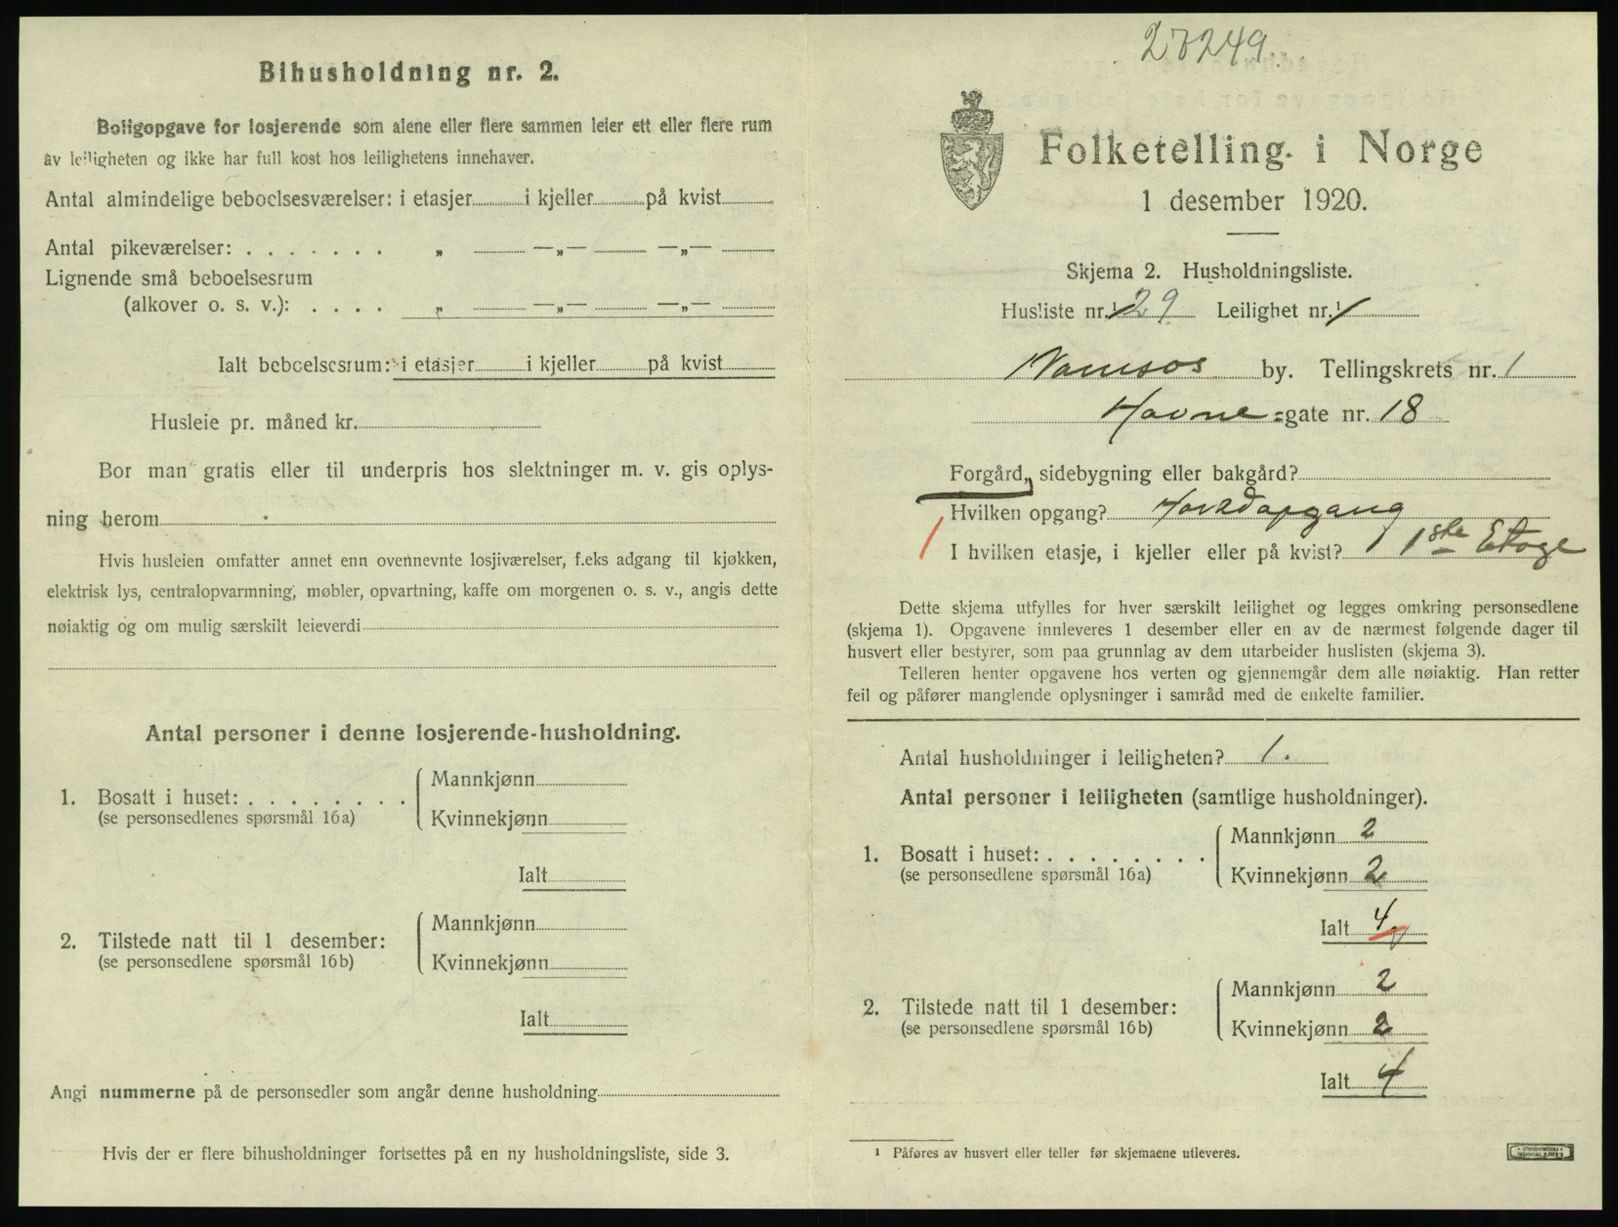 Bihusholdning nr. 2.
Boligopgave for losjerende som alene eller flere sammen leier ett eller flere rum
av leiligheten og ikke har full kost hos leilighetens innehaver.
Antal almindelige beboelsesværelser: i etasjer i kjeller på kvist
Antal pikeværelser: . . . . . . . „ —„— —„—
Lignende små beboelsesrum
(alkover o. s. v.): . . . . „ —„— —„—
Ialt beboelsesrum: i etasjer i kjeller på kvist
Husleie pr. måned kr.
Bor man gratis eller til underpris hos slektninger m. v. gis oplys-
ning herom
Hvis husleien omfatter annet enn ovennevnte losjiværelser, f.eks adgang til kjøkken,
elektrisk lys, centralopvarmning, møbler, opvartning, kaffe om morgenen o. s. v., angis dette
nøiaktig og om mulig særskilt leieverdi
Antal personer i denne losjerende-husholdning.
1. Bosatt i huset: . . . . . . . .
(se personsedlenes spørsmål 16a)
Mannkjønn
Kvinnekjønn
Ialt
2. Tilstede natt til 1 desember:
(se personsedlene spørsmål 16b)
Mannkjønn
Kvinnekjønn
Ialt
Angi nummerne på de personsedler som angår denne husholdning
Hvis der er flere bihusholdninger fortsettes på en ny husholdningsliste, side 3.
Folketelling i Norge
1 desember 1920.
Skjema 2. Husholdningsliste.
Husliste nr.¹ 29 Leilighet nr.¹ 1
Namsos by. Tellingskrets nr. 1
Havne-gate nr. 18
Forgård, sidebygning eller bakgård?
Hvilken opgang? Hovedopgang
1
I hvilken etasje, i kjeller eller på kvist? 1ste Etage
Dette skjema utfylles for hver særskilt leilighet og legges omkring personsedlene
(skjema 1). Opgavene innleveres 1 desember eller en av de nærmest følgende dager til
husvert eller bestyrer, som paa grunnlag av dem utarbeider huslisten (skjema 3).
Telleren henter opgavene hos verten og gjennemgår dem alle nøiaktig. Han retter
feil og påfører manglende oplysninger i samråd med de enkelte familier.
Antal husholdninger i leiligheten? 1.
Antal personer i leiligheten (samtlige husholdninger).
1. Bosatt i huset: . . . . . . . .
(se personsedlene spørsmål 16a)
Mannkjønn 2
Kvinnekjønn 2
Ialt 4
2. Tilstede natt til 1 desember:
(se personsedlene spørsmål 16b)
Mannkjønn 2
Kvinnekjønn 2
Ialt 4
¹ Påføres av husvert eller teller før skjemaene utleveres.